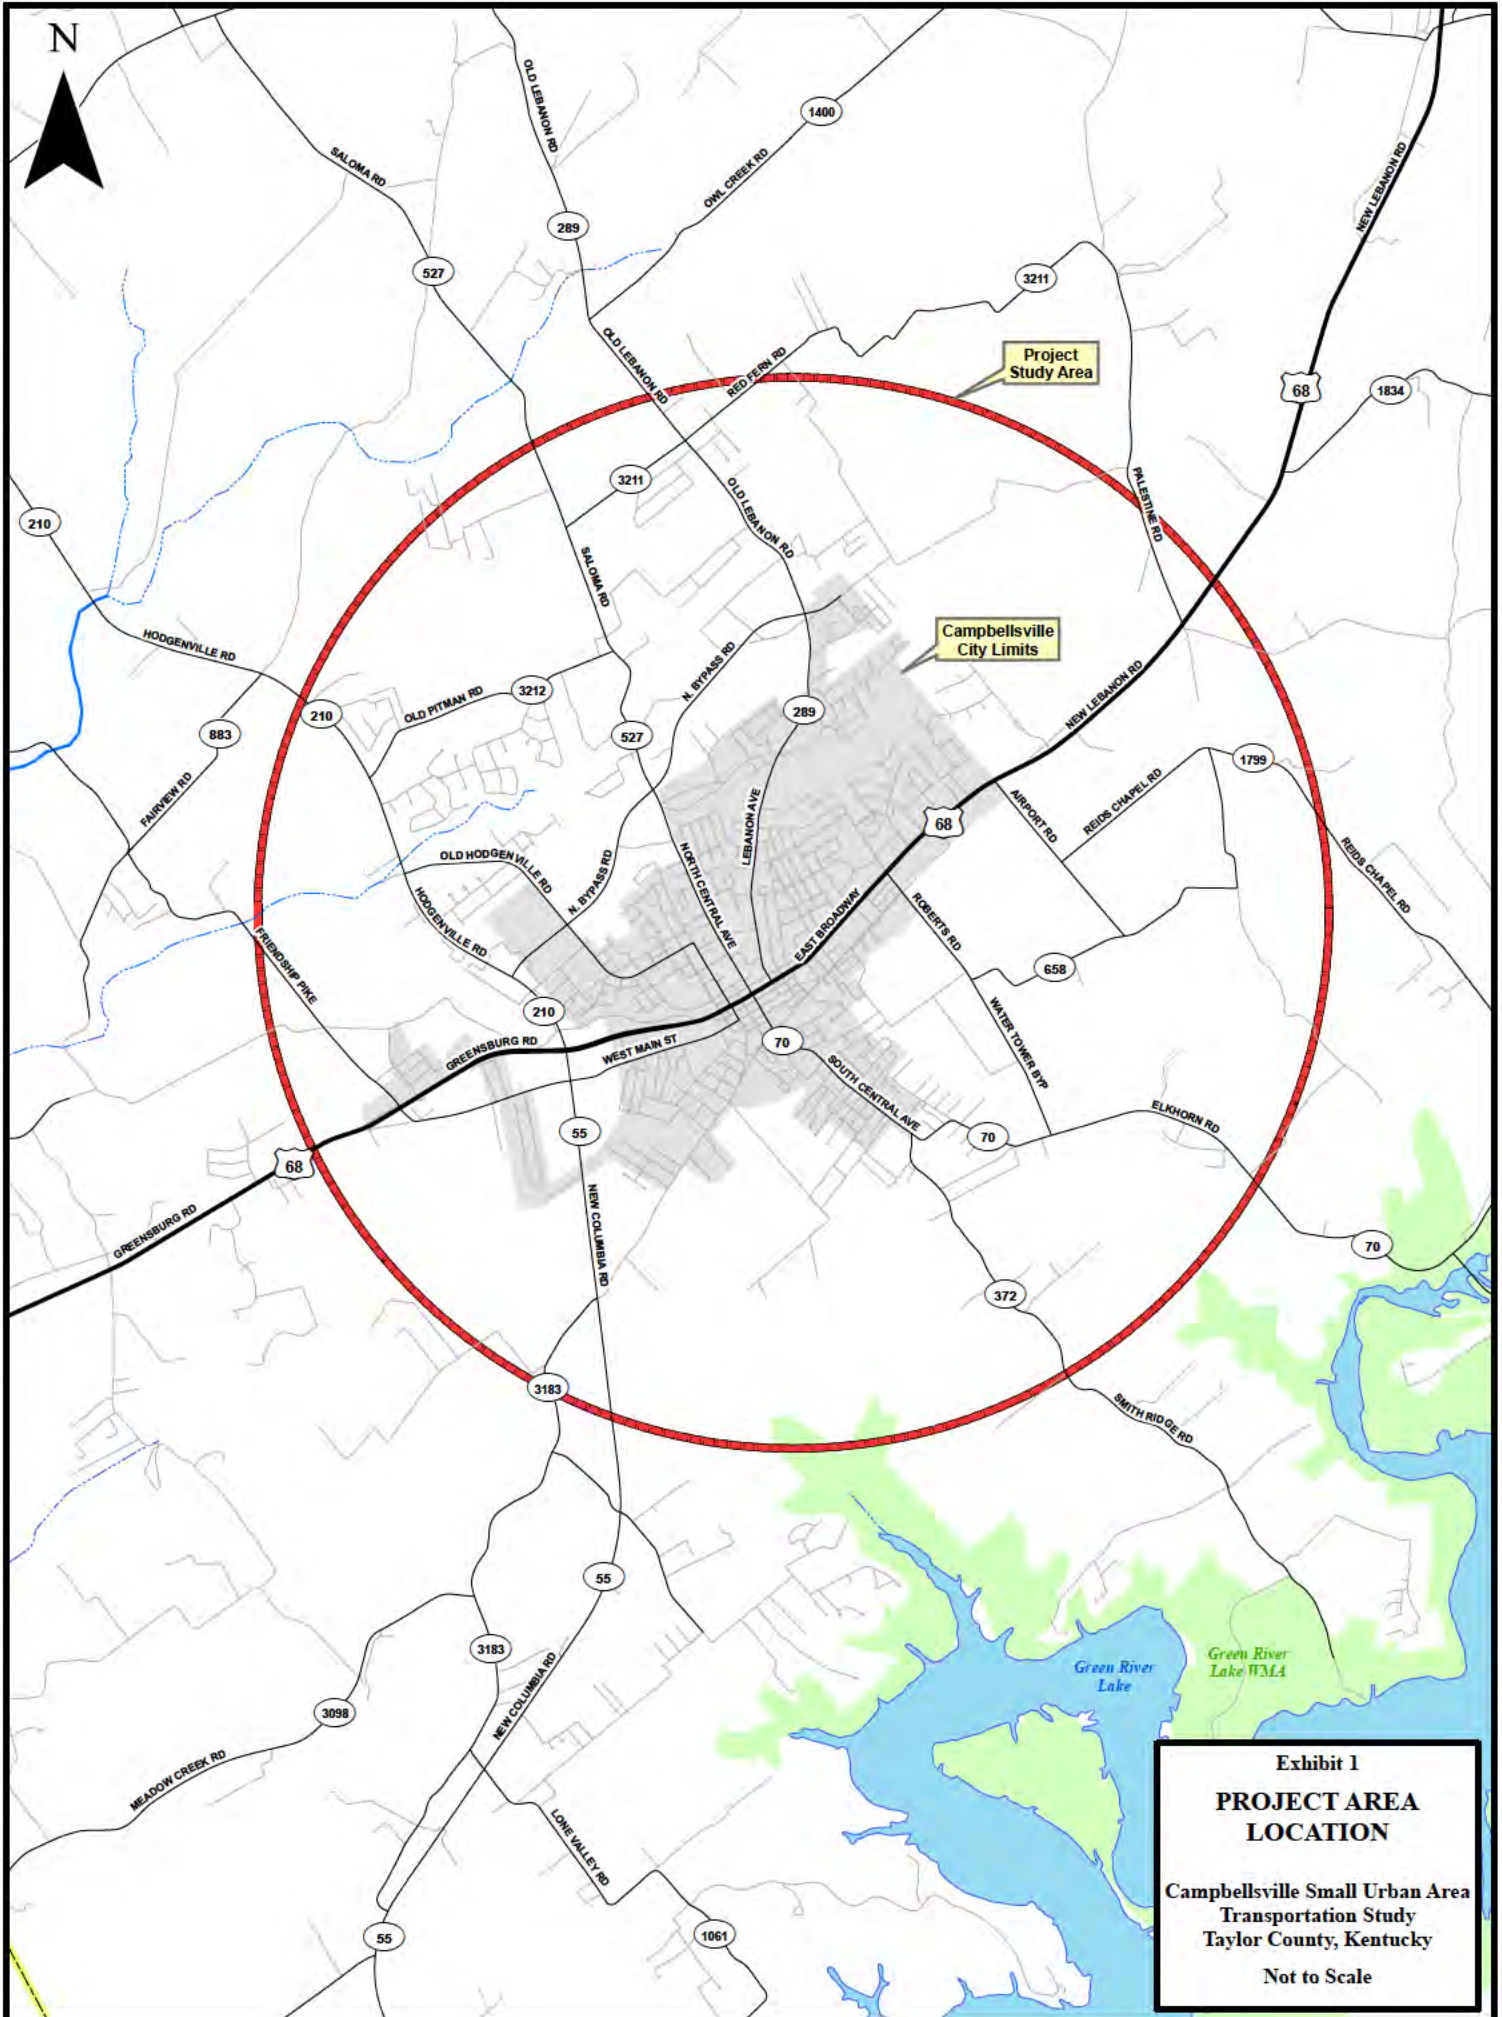 N
OLD LEBANON RD
1400
SALOMA RD
OWL CREEK RD
NEW LEBANON RD
289
527
3211
OLD LEBANON RD
RED FERN RD
Project
Study Area
68
1834
3211
OLD LEBANON RD
PALESTINE RD
210
SALOMA RD
HODGENVILLE RD
Campbellsville
City Limits
N. BYPASS RD
OLD PITMAN RD
3212
NEW LEBANON RD
210
289
883
527
1799
FAIRVIEW RD
AIRPORT RD
REIDS CHAPEL RD
LEBANON AVE
68
OLD HODGENVILLE RD
NORTH CENTRAL AVE
REIDS CHAPEL RD
N. BYPASS RD
HODGENVILLE RD
EAST BROADWAY
ROBERTS RD
FRIENDSHIP PIKE
658
210
WATER TOWER BYP
GREENSBURG RD
WEST MAIN ST
70
SOUTH CENTRAL AVE
ELKHORN RD
55
70
68
NEW COLUMBIA RD
GREENSBURG RD
70
372
3183
SMITH RIDGE RD
55
3183
Green River
Lake
Green River
Lake WMA
NEW COLUMBIA RD
3098
MEADOW CREEK RD
LONE VALLEY RD
55
1061
Exhibit 1
PROJECT AREA
LOCATION
Campbellsville Small Urban Area
Transportation Study
Taylor County, Kentucky
Not to Scale